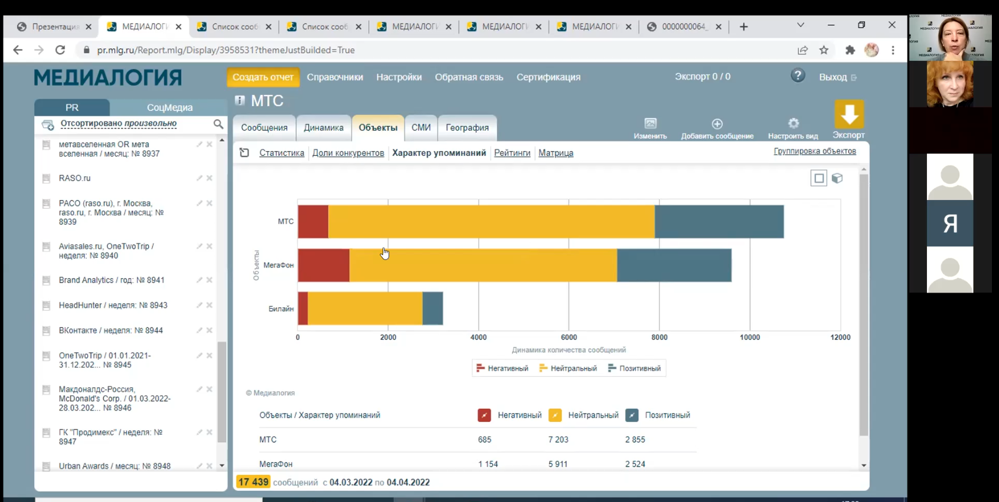 Презентация
МЕДИАЛОГИ
Список сооб
Список сооб
МЕДИАЛОГИ
МЕДИАЛОГИ
МЕДИАЛОГИ
0000000064_
pr.mlg.ru/Report.mlg/Display/3958531?themeJustBuilded=True
МЕДИАЛОГИЯ
Создать отчет
Справочники
Настройки
Обратная связь
Сертификация
Экспорт 0 / 0
?
Выход
PR
СоцМедиа
Отсортировано произвольно
метавселенная OR мета
вселенная / месяц: № 8937
RASO.ru
РАСО (raso.ru), г. Москва,
raso.ru, г. Москва / месяц: №
8939
Aviasales.ru, OneTwoTrip /
неделя: № 8940
Brand Analytics / год: № 8941
HeadHunter / неделя: № 8943
ВКонтакте / неделя: № 8944
OneTwoTrip / 01.01.2021-
31.12.202... № 8945
Макдоналдс-Россия,
McDonald's Corp. / 01.03.2022-
28.03.202... № 8946
ГК "Продимекс" / неделя: №
8947
Urban Awards / месяц: № 8948
МТС
Сообщения
Динамика
Объекты
СМИ
География
Изменить
Добавить сообщение
Настроить вид
Экспорт
Статистика
Доли конкурентов
Характер упоминаний
Рейтинги
Матрица
Группировка объектов
Объекты
МТС
МегаФон
Билайн
0 2000 4000 6000 8000 10000 12000
Динамика количества сообщений
Негативный Нейтральный Позитивный
© Медиалогия
Объекты / Характер упоминаний Негативный Нейтральный Позитивный
МТС 685 7 203 2 855
МегаФон 1 154 5 911 2 524
17 439 сообщений с 04.03.2022 по 04.04.2022
Я